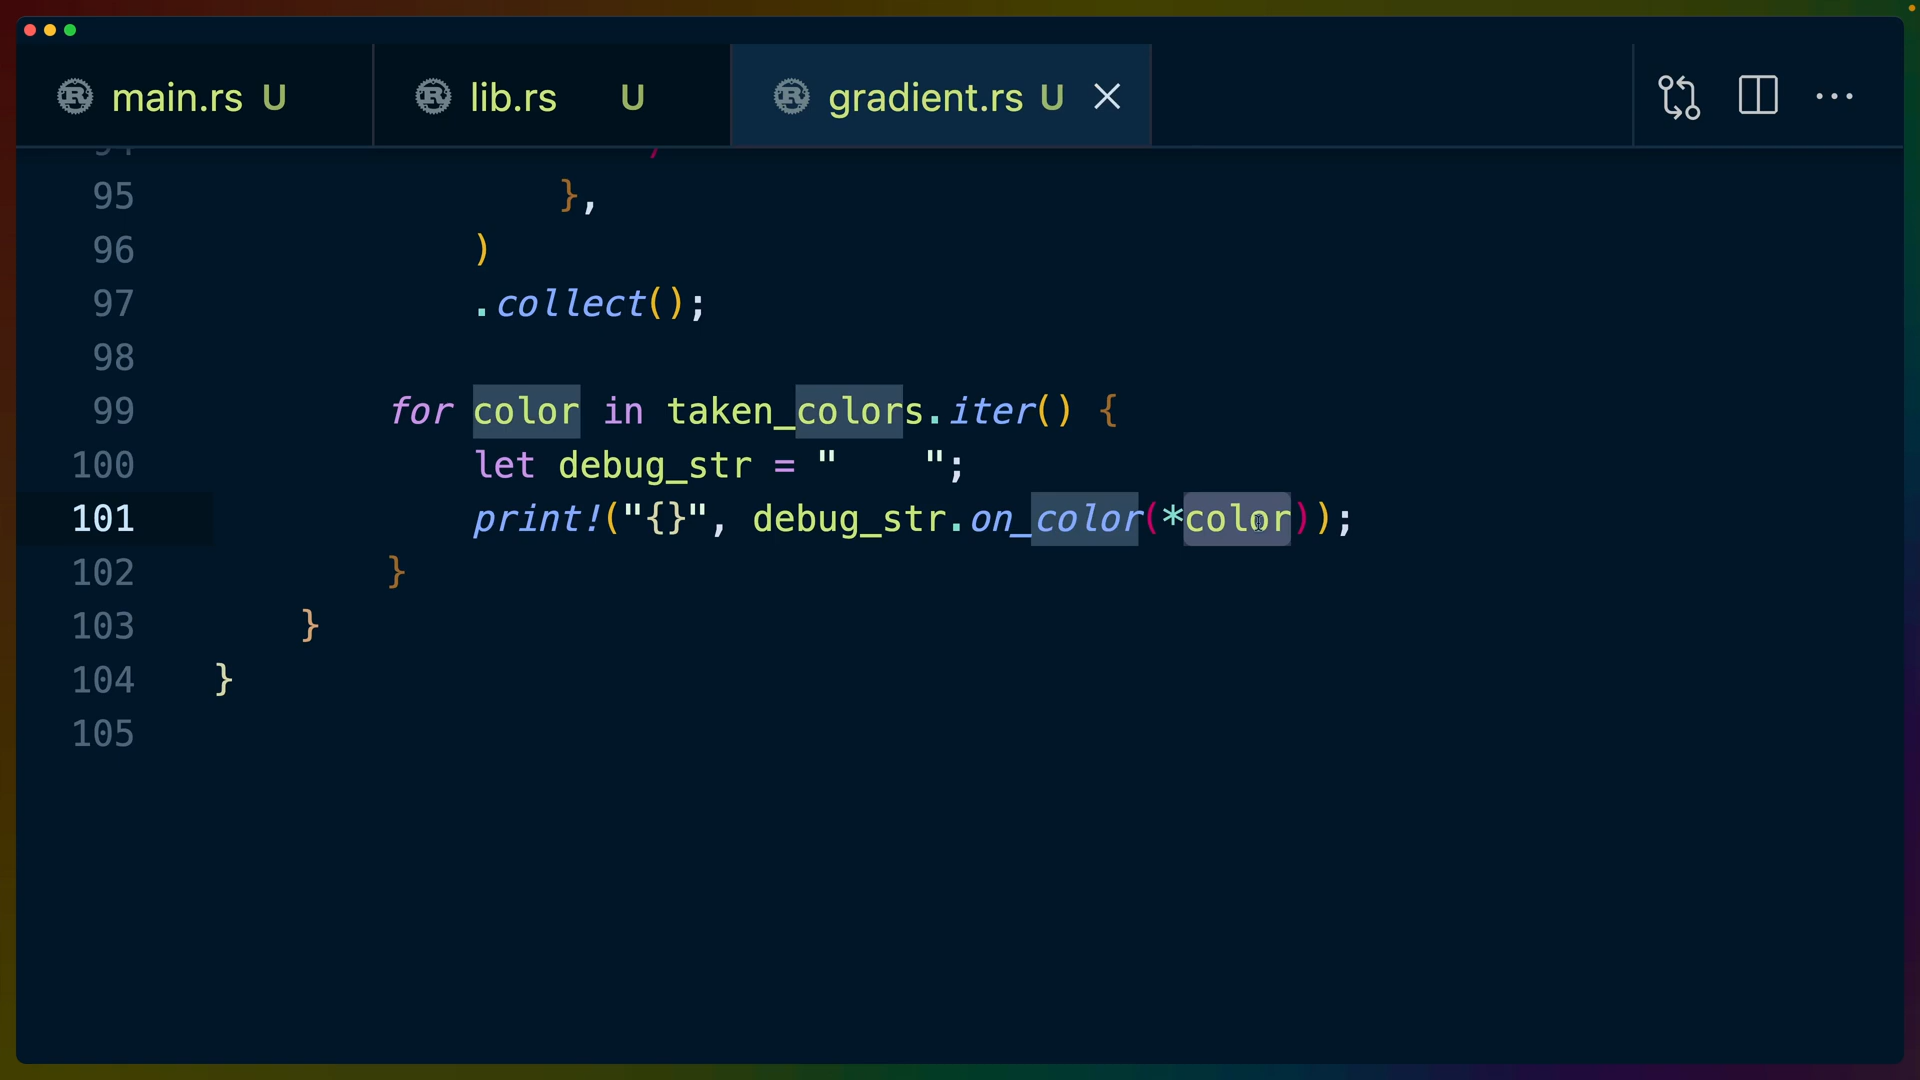 main.rs U lib.rs U gradient.rs U
95 },
96 )
97 .collect();
98
99 for color in taken_colors.iter() {
100 let debug_str = "    ";
101 print!("{}", debug_str.on_color(*color));
102 }
103 }
104 }
105